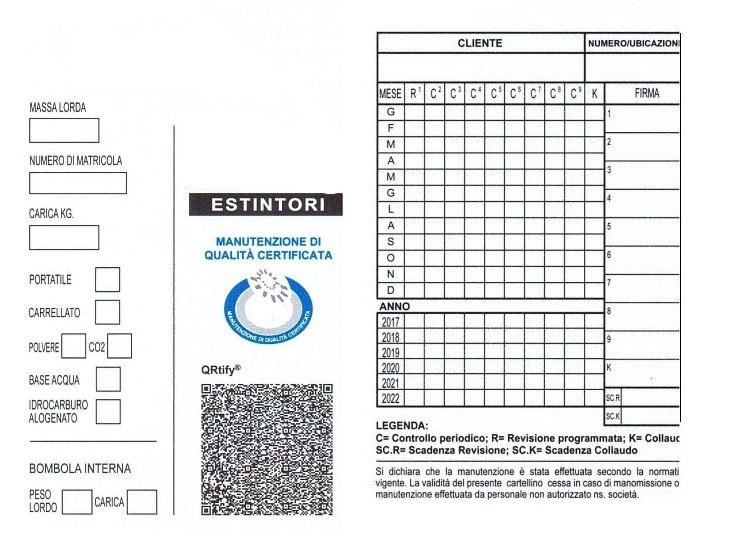 MASSA LORDA
NUMERO DI MATRICOLA
CARICA KG.
PORTATILE
CARRELLATO
POLVERE CO2
BASE ACQUA
IDROCARBURO
ALOGENATO
BOMBOLA INTERNA
PESO
LORDO CARICA
ESTINTORI
MANUTENZIONE DI
QUALITÀ CERTIFICATA
MANUTENZIONE DI QUALITÀ CERTIFICATA
QRtify®
CLIENTE NUMERO/UBICAZION
MESE R1 C2 C3 C4 C5 C6 C7 C8 C9 K FIRMA
G
F
M
A
M
G
L
A
S
O
N
D
ANNO
2017
2018
2019
2020
2021
2022
1
2
3
4
5
6
7
8
9
K
SC.R
SC.K
LEGENDA:
C= Controllo periodico; R= Revisione programmata; K= Collauc
SC.R= Scadenza Revisione; SC.K= Scadenza Collaudo
Si dichiara che la manutenzione è stata effettuata secondo la normati
vigente. La validità del presente cartellino cessa in caso di manomissione o
manutenzione effettuata da personale non autorizzato ns. società.